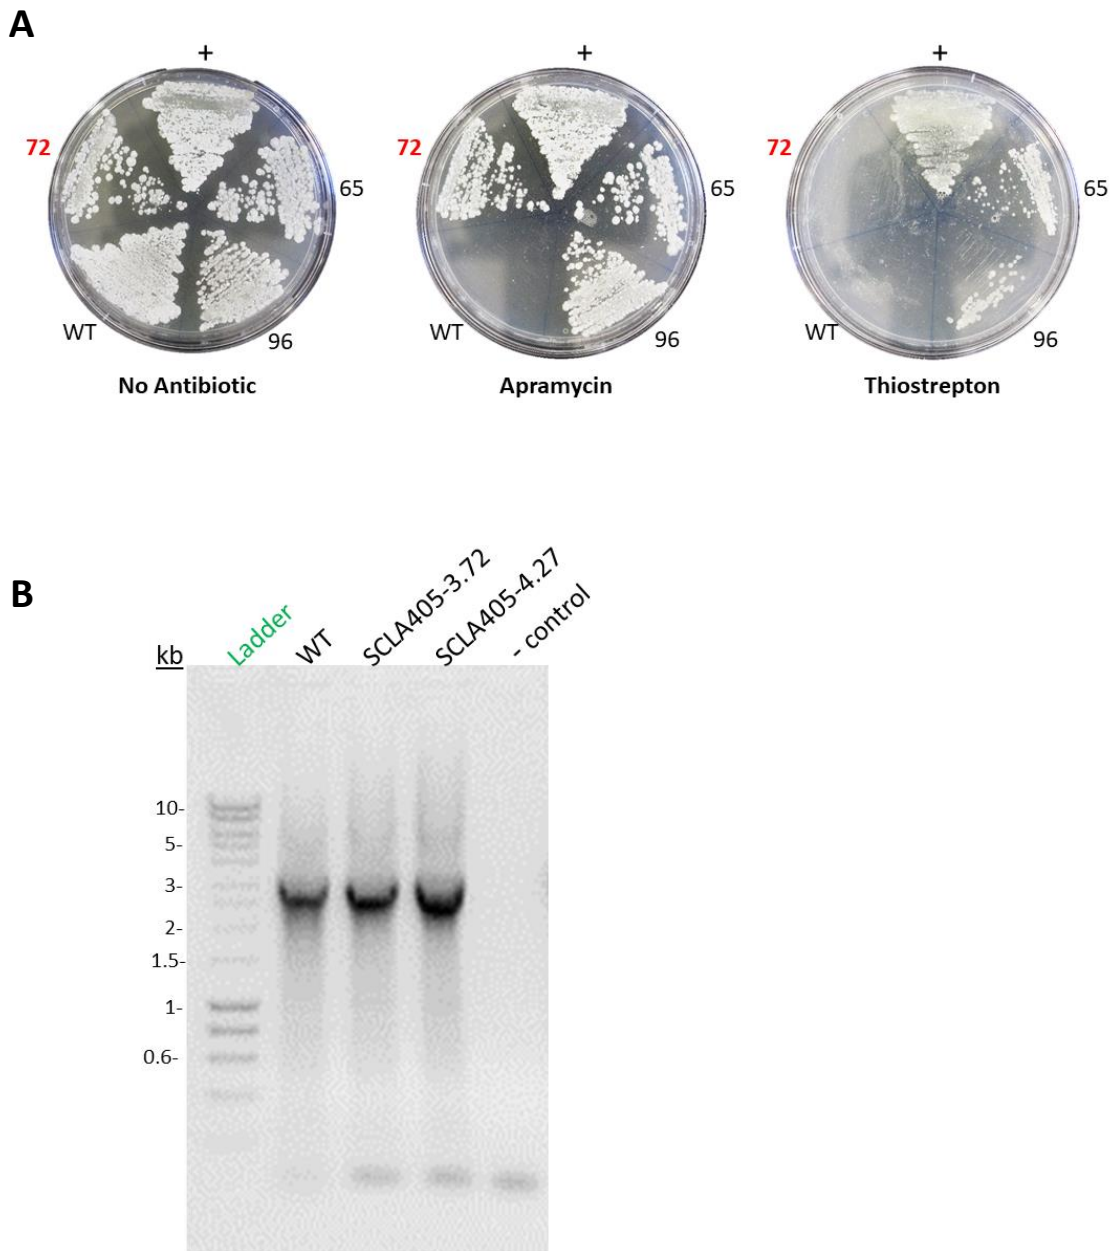 A
+
72
65
WT
96
No Antibiotic
+
72
65
WT
96
Apramycin
+
72
65
WT
96
Thiostrepton
B
kb
Ladder
WT
SCLA405-3.72
SCLA405-4.27
- control
10-
5-
3-
2-
1.5-
1-
0.6-